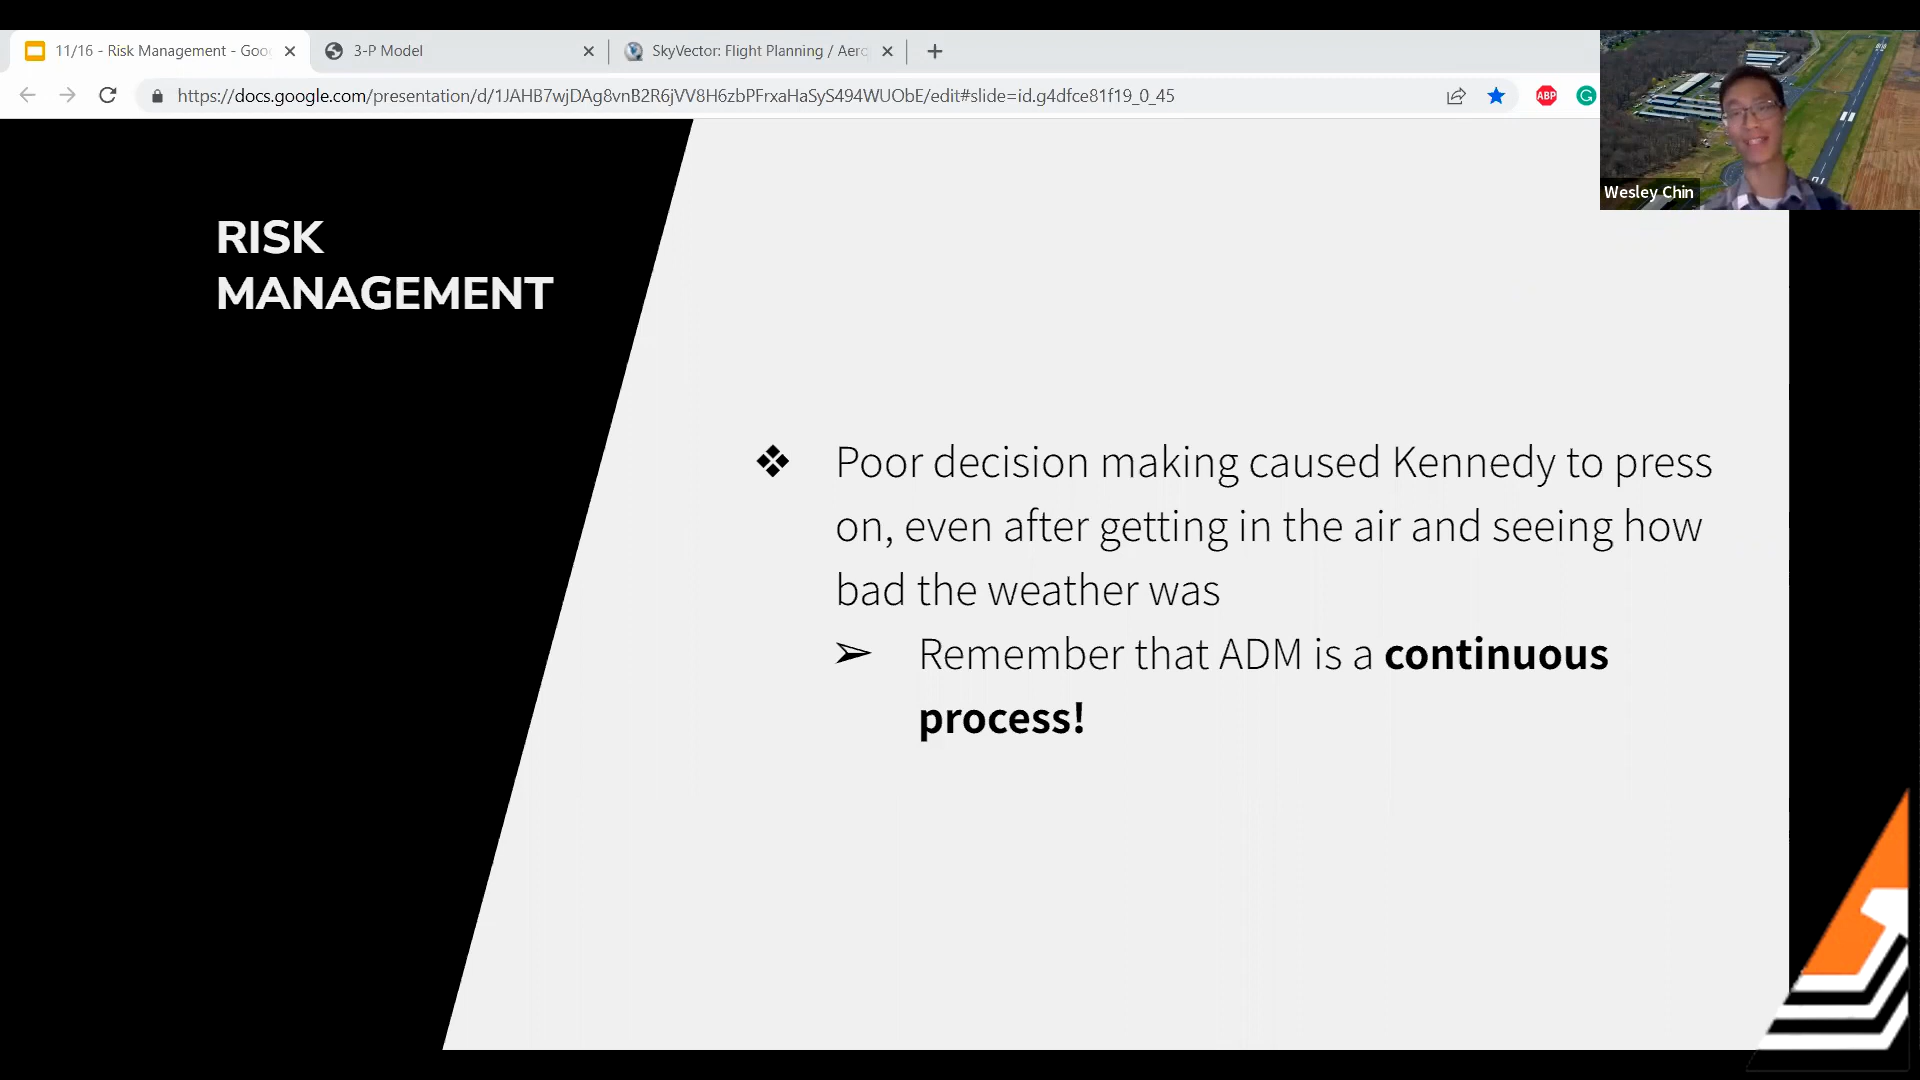 11/16 - Risk Management - Goo
3-P Model
SkyVector: Flight Planning / Aero
https://docs.google.com/presentation/d/1JAHB7wjDAg8vnB2R6jVV8H6zbPFrxaHaSyS494WUObE/edit#slide=id.g4dfce81f19_0_45
ABP
G
Wesley Chin
RISK
MANAGEMENT
Poor decision making caused Kennedy to press
on, even after getting in the air and seeing how
bad the weather was
Remember that ADM is a continuous
process!